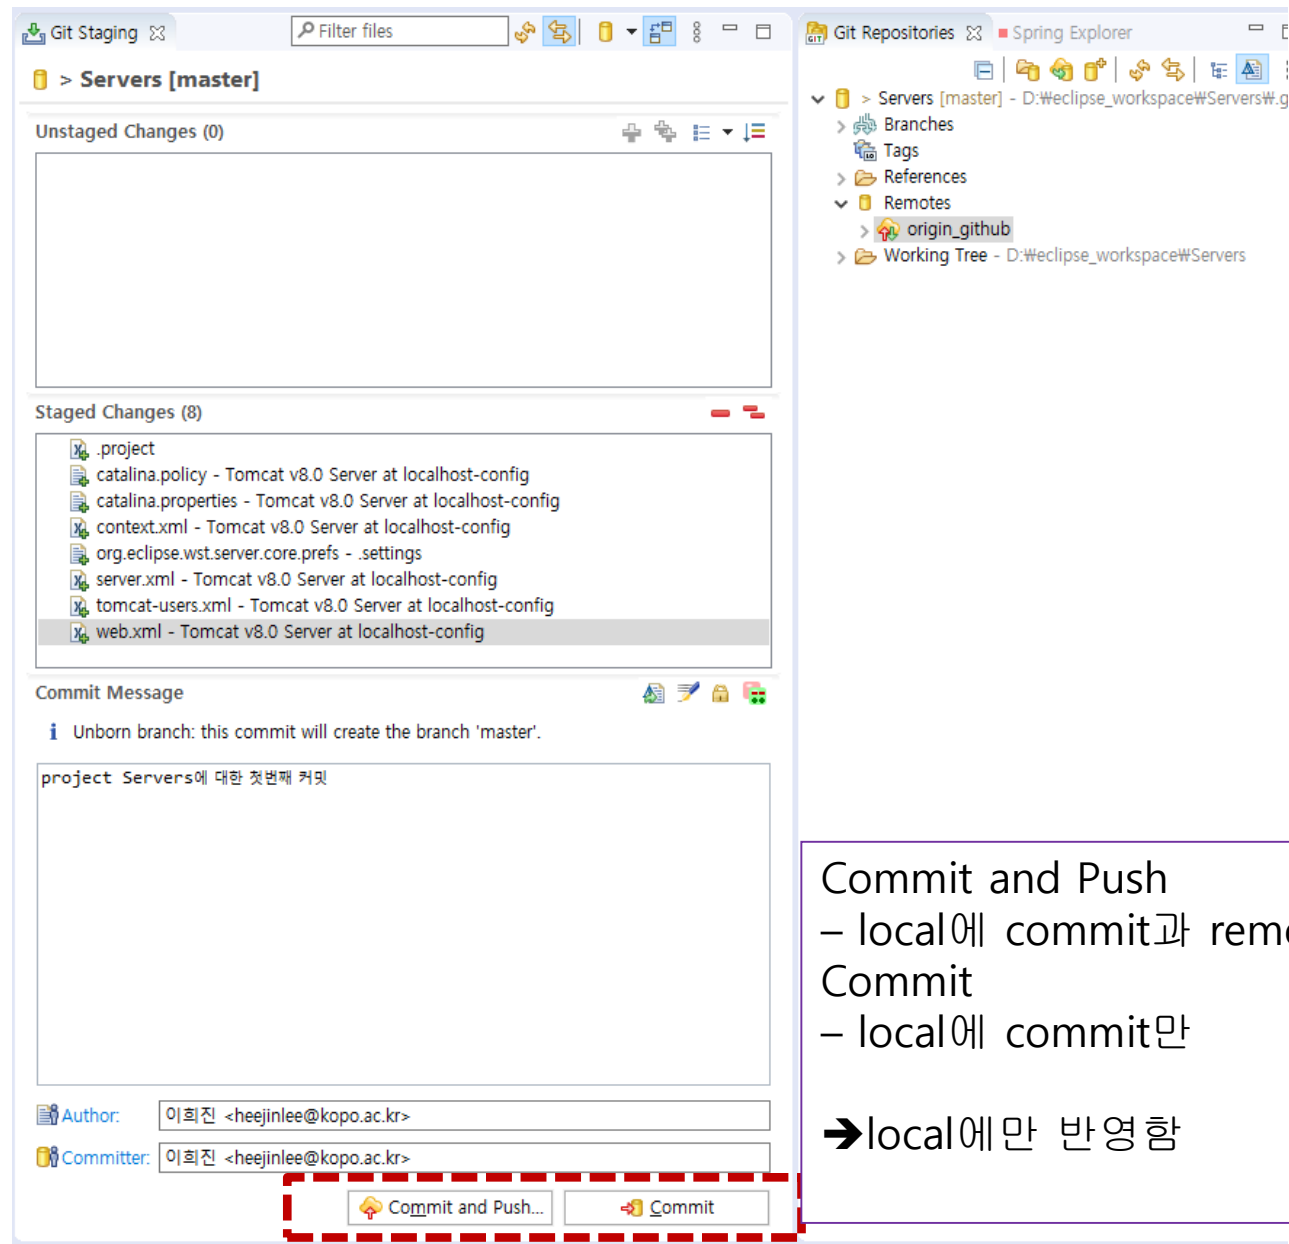 Git Staging
Filter files
> Servers [master]
Unstaged Changes (0)
Staged Changes (8)
.project
catalina.policy - Tomcat v8.0 Server at localhost-config
catalina.properties - Tomcat v8.0 Server at localhost-config
context.xml - Tomcat v8.0 Server at localhost-config
org.eclipse.wst.server.core.prefs - .settings
server.xml - Tomcat v8.0 Server at localhost-config
tomcat-users.xml - Tomcat v8.0 Server at localhost-config
web.xml - Tomcat v8.0 Server at localhost-config
Commit Message
Unborn branch: this commit will create the branch 'master'.
project Servers에 대한 첫번째 커밋
Author: 이희진 <heejinlee@kopo.ac.kr>
Committer: 이희진 <heejinlee@kopo.ac.kr>
Commit and Push... Commit
Git Repositories Spring Explorer
> Servers [master] - D:₩eclipse_workspace₩Servers₩.g
Branches
Tags
References
Remotes
origin_github
Working Tree - D:₩eclipse_workspace₩Servers
Commit and Push
– local에 commit과
Commit
– local에 commit만
➔local에만 반영함